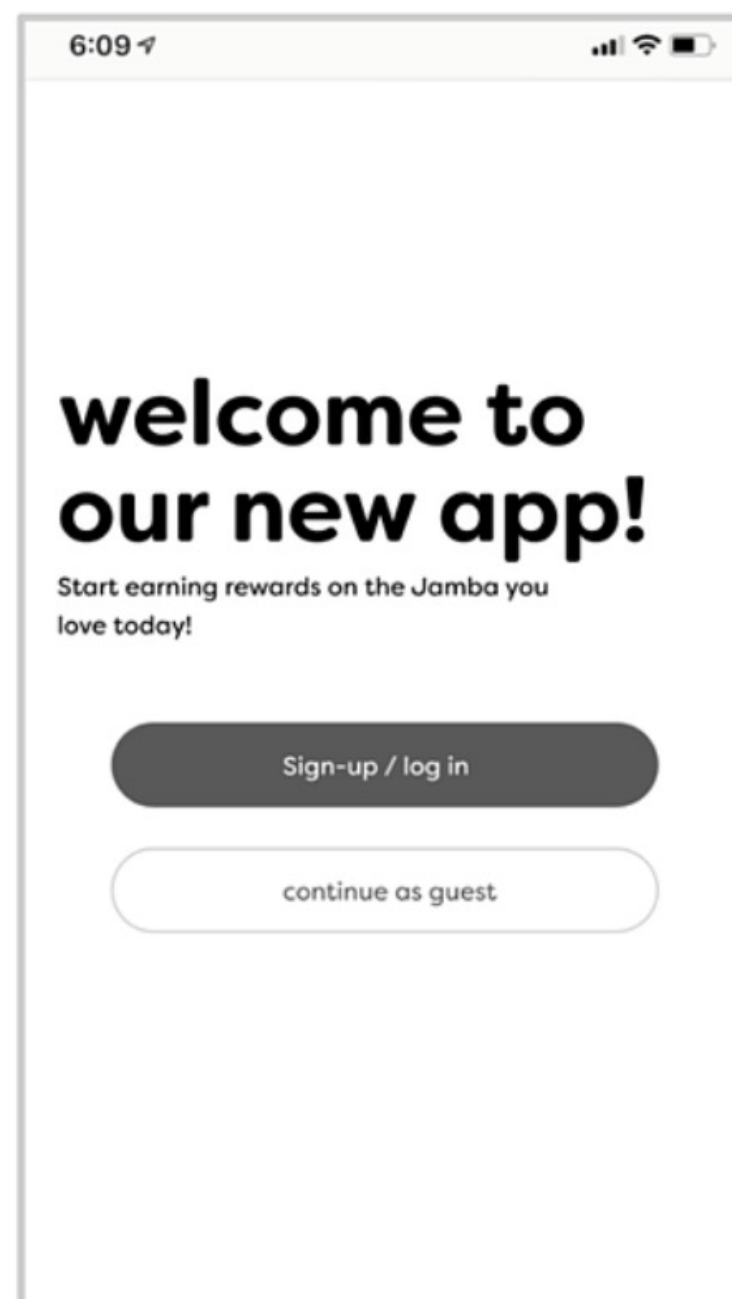 6:09
welcome to
our new app!
Start earning rewards on the Jamba you
love today!
Sign-up / log in
continue as guest